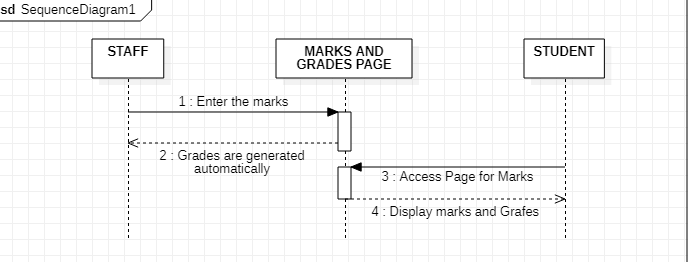 sd SequenceDiagram1
STAFF
MARKS AND
GRADES PAGE
STUDENT
1 : Enter the marks
2 : Grades are generated
automatically
3 : Access Page for Marks
4 : Display marks and Grafes